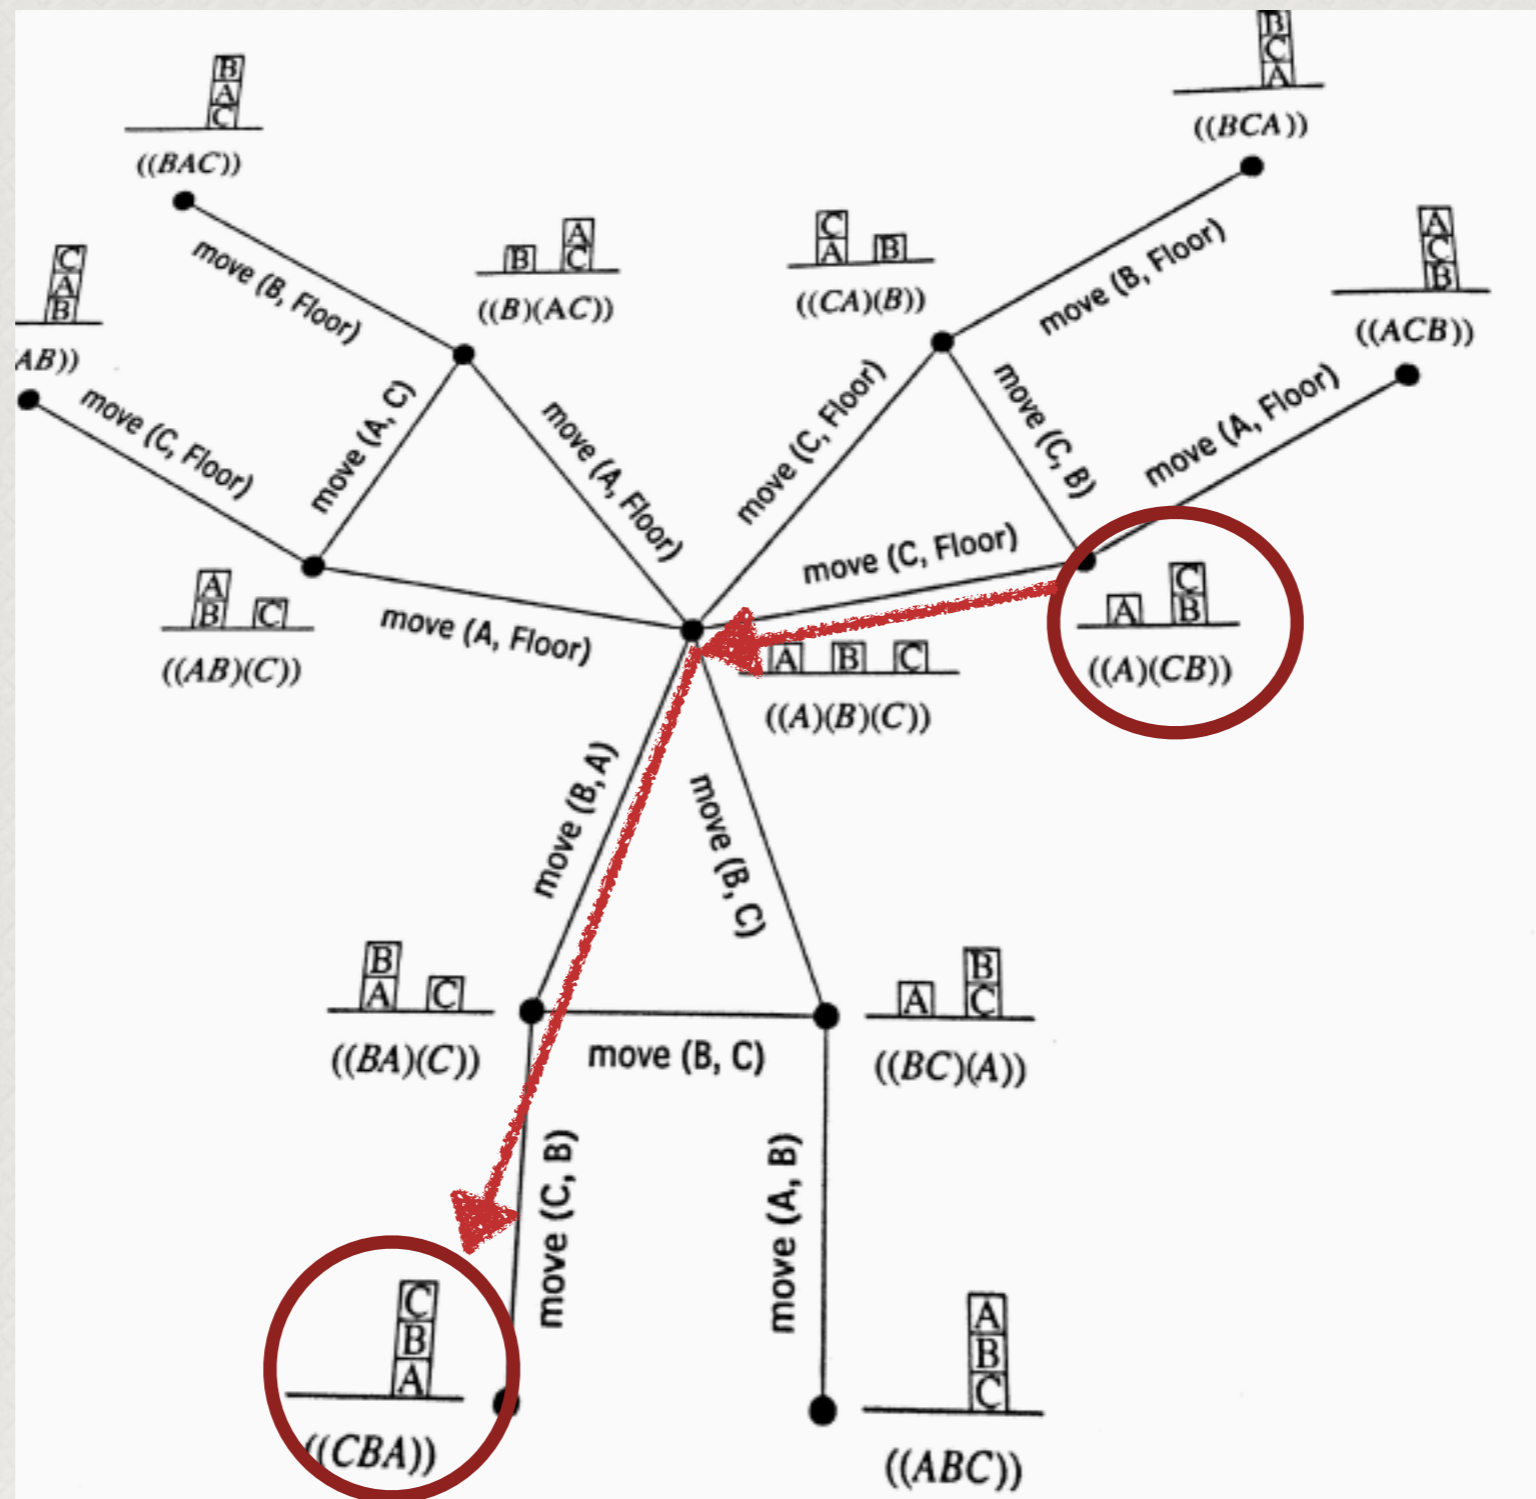 B
C
A
((BCA))
B
A
C
((BAC))
move (B, Floor)
B
A
C
((B)(AC))
C
A
B
((CA)(B))
move (B, Floor)
A
C
B
((ACB))
C
A
B
AB))
move (C, Floor)
move (A, C)
move (A, Floor)
move (C, Floor)
move (C, B)
move (A, Floor)
A
B C
((AB)(C))
move (A, Floor)
move (C, Floor)
A B C
((A)(B)(C))
C
A B
((A)(CB))
move (B, A)
move (B, C)
B
A C
((BA)(C))
move (B, C)
B
A C
((BC)(A))
move (C, B)
move (A, B)
C
B
A
((CBA))
A
B
C
((ABC))